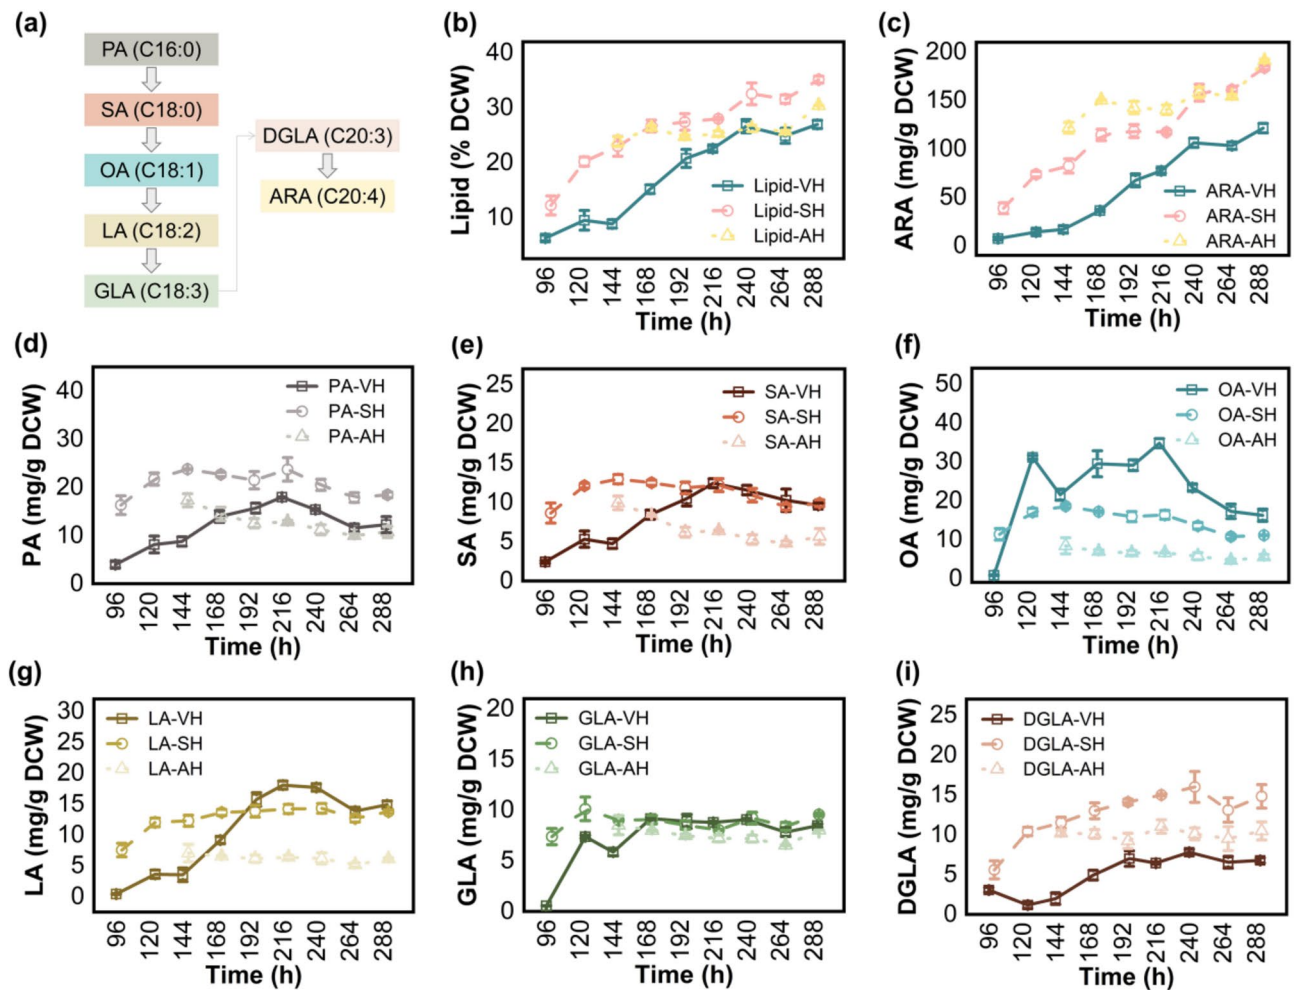 (a)
PA (C16:0)
SA (C18:0)
OA (C18:1)
LA (C18:2)
GLA (C18:3)
DGLA (C20:3)
ARA (C20:4)
(b)
Lipid (% DCW)
40
30
20
10
Lipid-VH
Lipid-SH
Lipid-AH
96 120 144 168 192 216 240 264 288
Time (h)
(c)
ARA (mg/g DCW)
200
150
100
50
0
ARA-VH
ARA-SH
ARA-AH
96 120 144 168 192 216 240 264 288
Time (h)
(d)
PA (mg/g DCW)
40
30
20
10
0
PA-VH
PA-SH
PA-AH
96 120 144 168 192 216 240 264 288
Time (h)
(e)
SA (mg/g DCW)
25
20
15
10
5
0
SA-VH
SA-SH
SA-AH
96 120 144 168 192 216 240 264 288
Time (h)
(f)
OA (mg/g DCW)
50
40
30
20
10
0
OA-VH
OA-SH
OA-AH
96 120 144 168 192 216 240 264 288
Time (h)
(g)
LA (mg/g DCW)
30
25
20
15
10
5
0
LA-VH
LA-SH
LA-AH
96 120 144 168 192 216 240 264 288
Time (h)
(h)
GLA (mg/g DCW)
20
15
10
5
0
GLA-VH
GLA-SH
GLA-AH
96 120 144 168 192 216 240 264 288
Time (h)
(i)
DGLA (mg/g DCW)
25
20
15
10
5
0
DGLA-VH
DGLA-SH
DGLA-AH
96 120 144 168 192 216 240 264 288
Time (h)